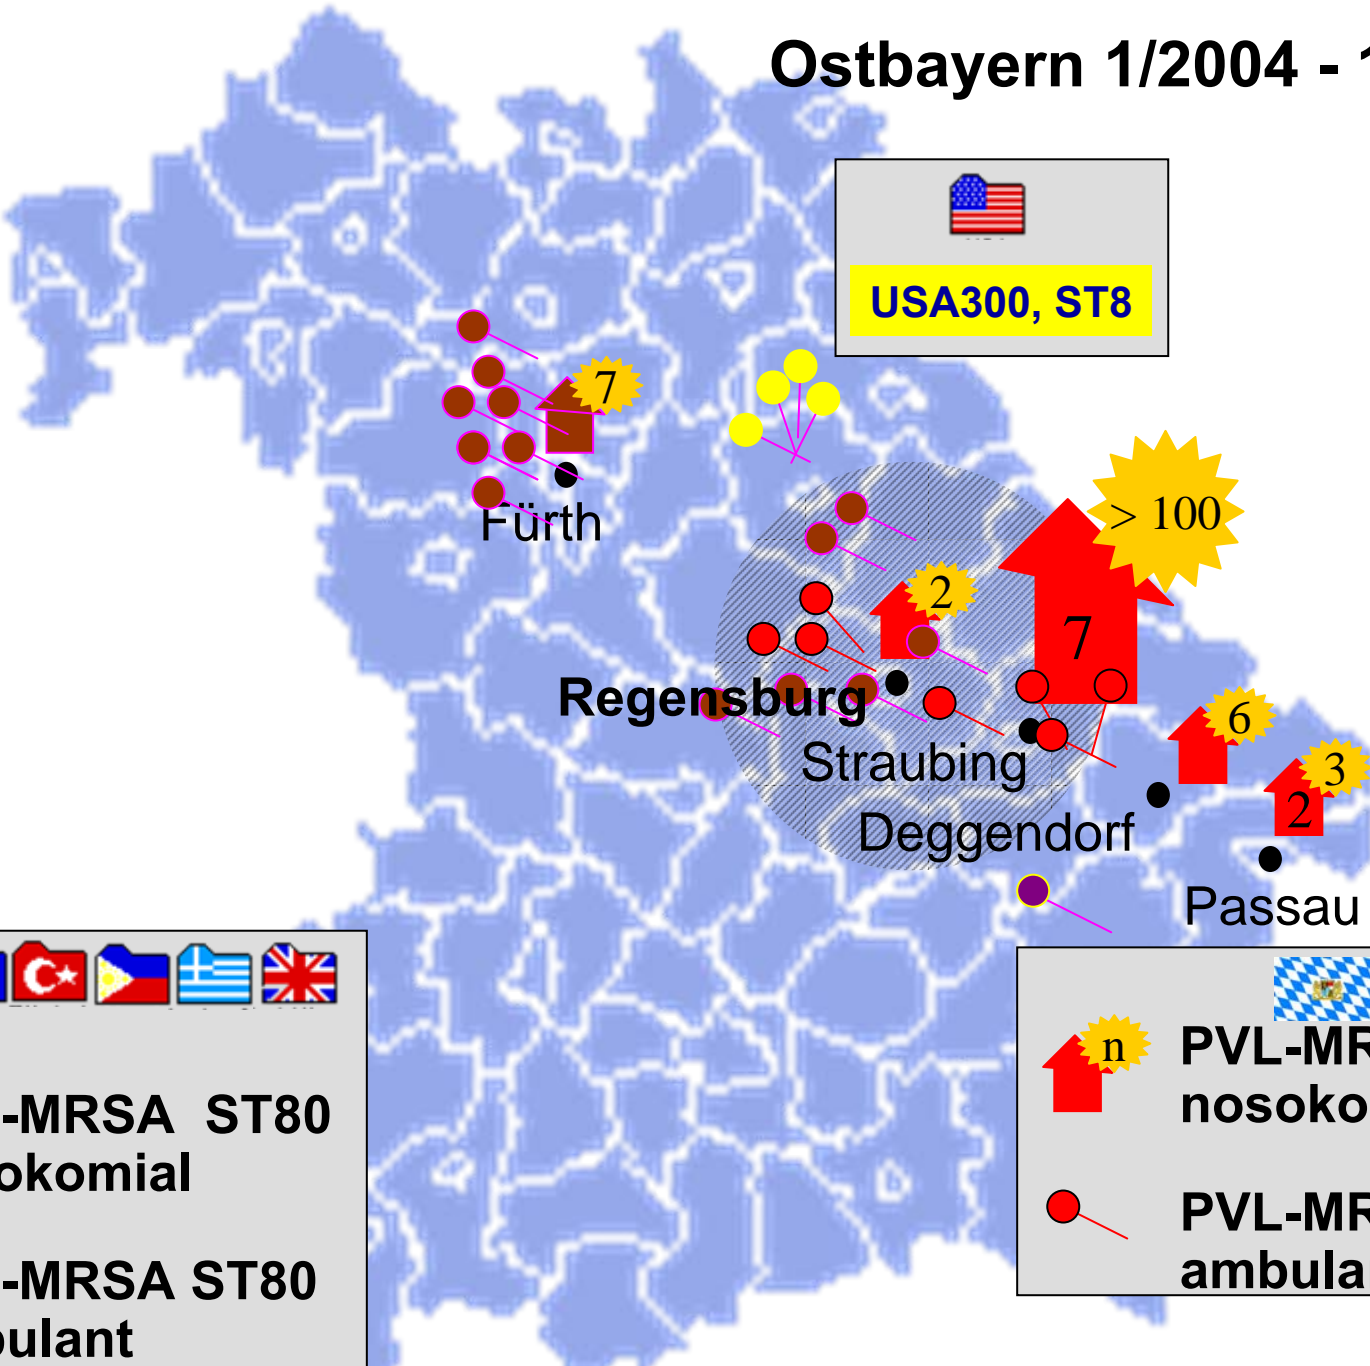 Ostbayern 1/2004 - 1
USA300, ST8
7
Fürth
> 100
2
7
Regensburg
6
Straubing
3
2
Deggendorf
Passau
-MRSA ST80
okomial
-MRSA ST80
bulant
n
PVL-MR
nosoko
PVL-MR
ambula